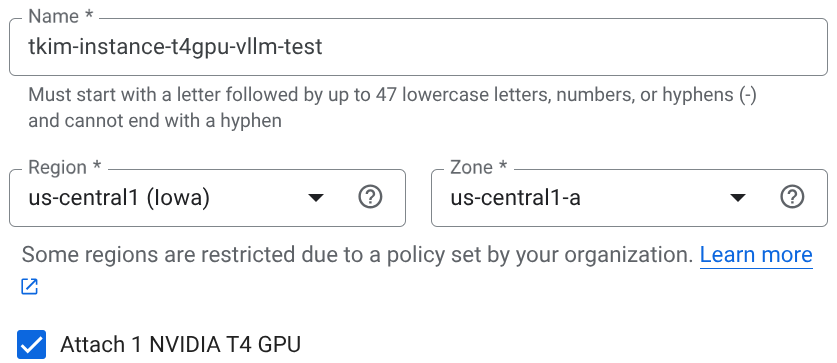 Name *
tkim-instance-t4gpu-vllm-test
Must start with a letter followed by up to 47 lowercase letters, numbers, or hyphens (-)
and cannot end with a hyphen
Region *
us-central1 (Iowa)
Zone *
us-central1-a
Some regions are restricted due to a policy set by your organization. Learn more
Attach 1 NVIDIA T4 GPU